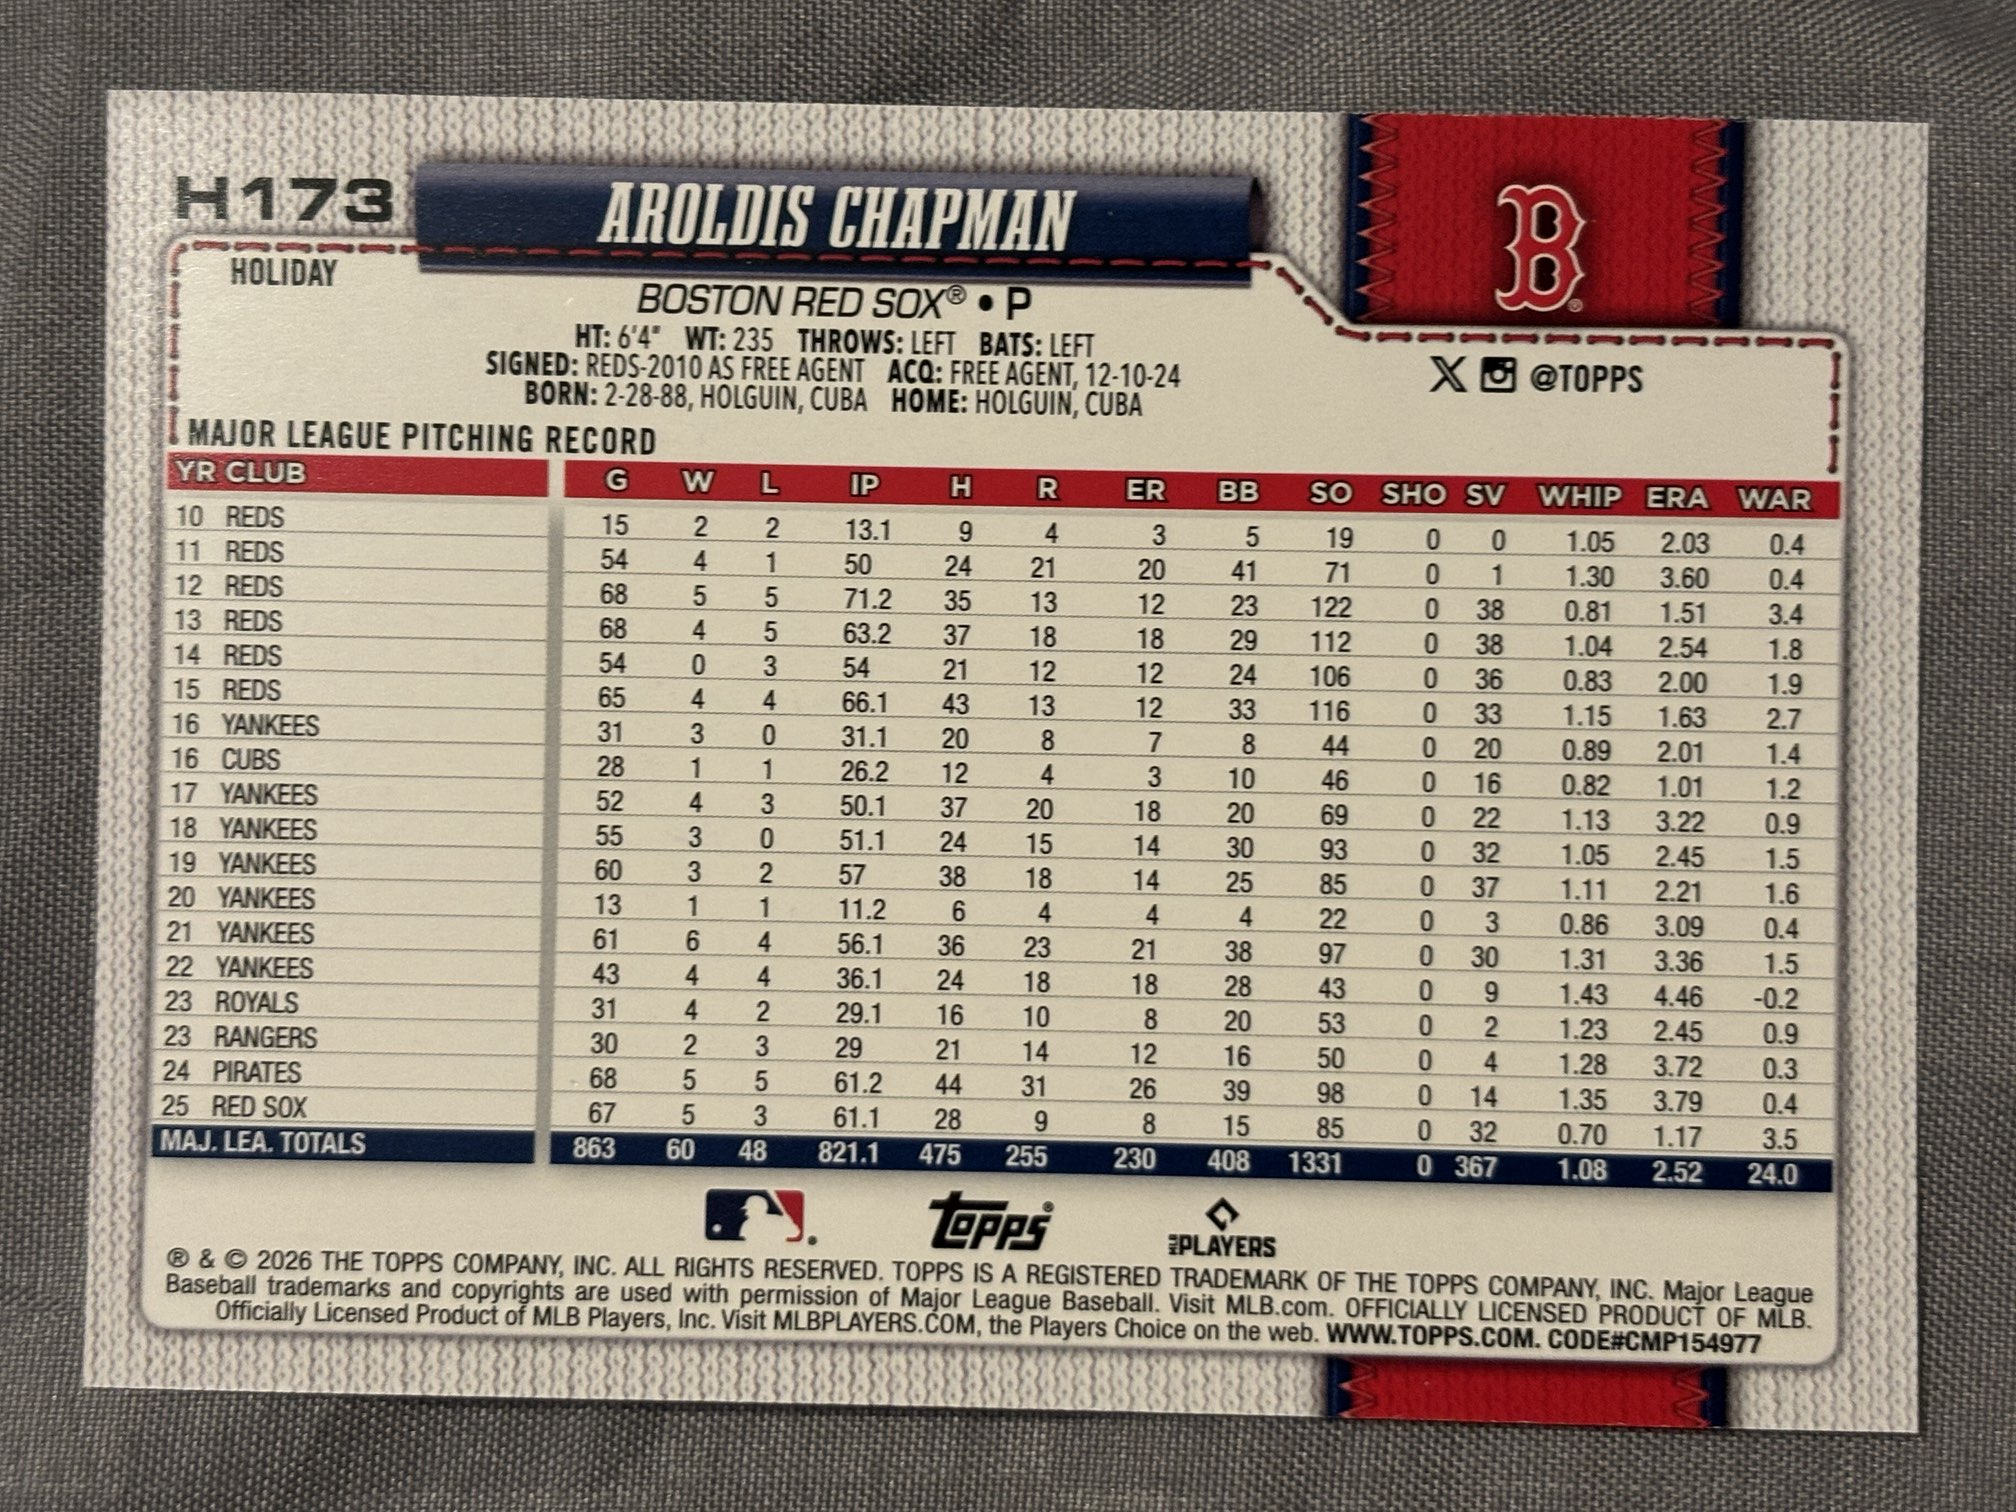 H173
AROLDIS CHAPMAN
B
HOLIDAY
BOSTON RED SOX® • P
HT: 6'4" WT: 235 THROWS: LEFT BATS: LEFT
SIGNED: REDS-2010 AS FREE AGENT ACQ: FREE AGENT, 12-10-24
BORN: 2-28-88, HOLGUIN, CUBA HOME: HOLGUIN, CUBA
X @TOPPS
MAJOR LEAGUE PITCHING RECORD
YR CLUB G W L IP H R ER BB SO SHO SV WHIP ERA WAR
10 REDS 15 2 2 13.1 9 4 3 5 19 0 0 1.05 2.03 0.4
11 REDS 54 4 1 50 24 21 20 41 71 0 1 1.30 3.60 0.4
12 REDS 68 5 5 71.2 35 13 12 23 122 0 38 0.81 1.51 3.4
13 REDS 68 4 5 63.2 37 18 18 29 112 0 38 1.04 2.54 1.8
14 REDS 54 0 3 54 21 12 12 24 106 0 36 0.83 2.00 1.9
15 REDS 65 4 4 66.1 43 13 12 33 116 0 33 1.15 1.63 2.7
16 YANKEES 31 3 0 31.1 20 8 7 8 44 0 20 0.89 2.01 1.4
16 CUBS 28 1 1 26.2 12 4 3 10 46 0 16 0.82 1.01 1.2
17 YANKEES 52 4 3 50.1 37 20 18 20 69 0 22 1.13 3.22 0.9
18 YANKEES 55 3 0 51.1 24 15 14 30 93 0 32 1.05 2.45 1.5
19 YANKEES 60 3 2 57 38 18 14 25 85 0 37 1.11 2.21 1.6
20 YANKEES 13 1 1 11.2 6 4 4 4 22 0 3 0.86 3.09 0.4
21 YANKEES 61 6 4 56.1 36 23 21 38 97 0 30 1.31 3.36 1.5
22 YANKEES 43 4 4 36.1 24 18 18 28 43 0 9 1.43 4.46 -0.2
23 ROYALS 31 4 2 29.1 16 10 8 20 53 0 2 1.23 2.45 0.9
23 RANGERS 30 2 3 29 21 14 12 16 50 0 4 1.28 3.72 0.3
24 PIRATES 68 5 5 61.2 44 31 26 39 98 0 14 1.35 3.79 0.4
25 RED SOX 67 5 3 61.1 28 9 8 15 85 0 32 0.70 1.17 3.5
MAJ. LEA. TOTALS 863 60 48 821.1 475 255 230 408 1331 0 367 1.08 2.52 24.0
topps® MLB PLAYERS
® & © 2026 THE TOPPS COMPANY, INC. ALL RIGHTS RESERVED. TOPPS IS A REGISTERED TRADEMARK OF THE TOPPS COMPANY, INC. Major League
Baseball trademarks and copyrights are used with permission of Major League Baseball. Visit MLB.com. OFFICIALLY LICENSED PRODUCT OF MLB.
Officially Licensed Product of MLB Players, Inc. Visit MLBPLAYERS.COM, the Players Choice on the web. WWW.TOPPS.COM. CODE#CMP154977